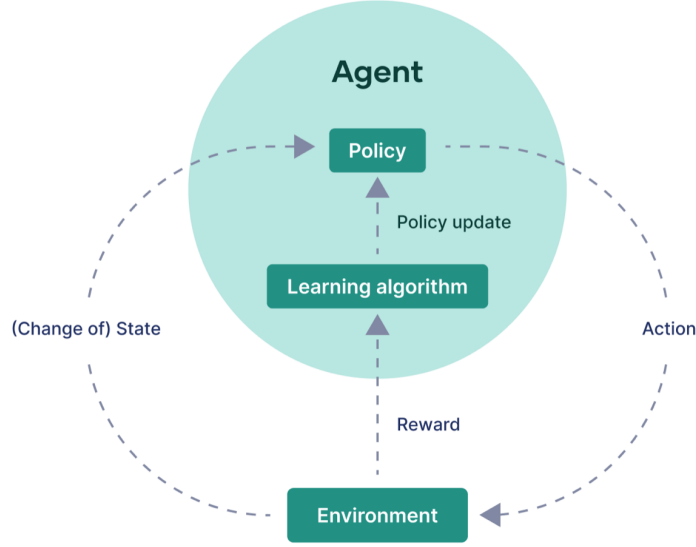 Agent
Policy
Policy update
Learning algorithm
(Change of) State
Action
Reward
Environment